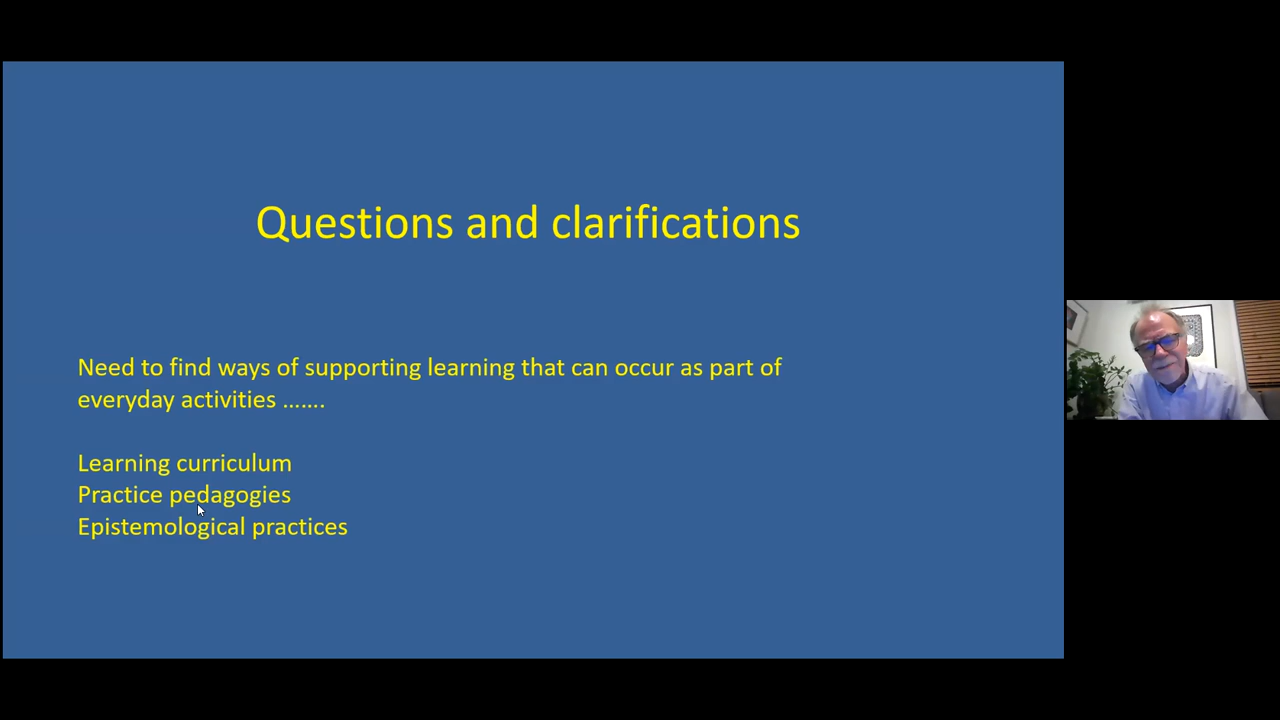 Questions and clarifications
Need to find ways of supporting learning that can occur as part of
everyday activities …….
Learning curriculum
Practice pedagogies
Epistemological practices